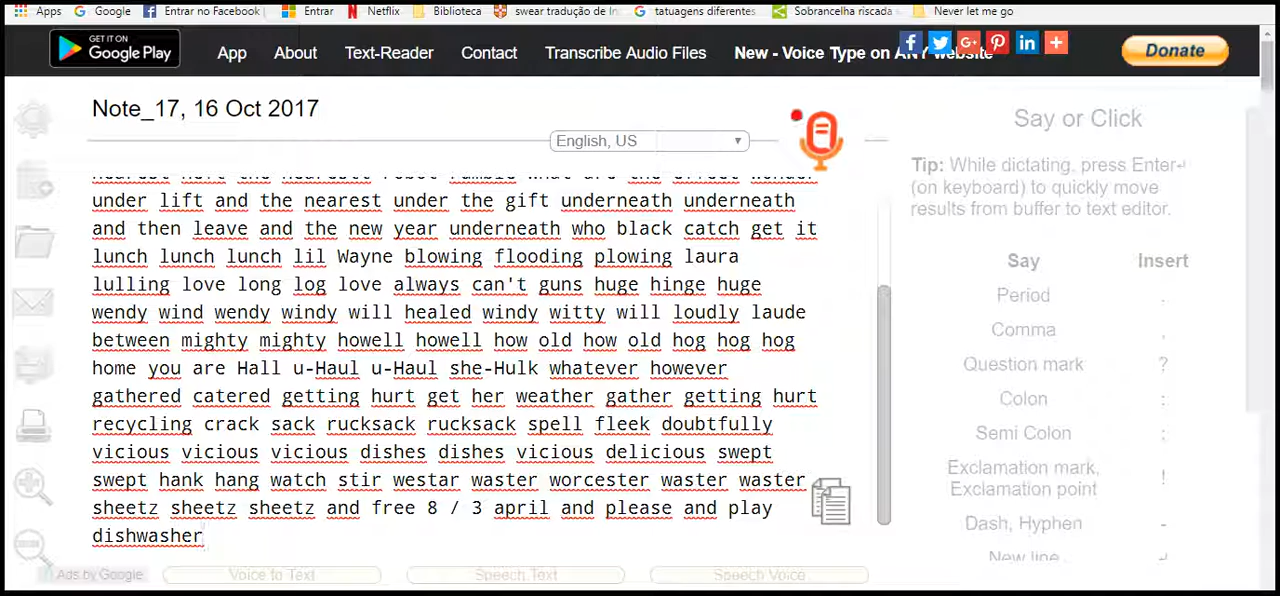 Apps Google Entrar no Facebook Entrar Netflix Biblioteca swear tradução de In tatuagens diferentes Sobrancelha riscada Never let me go
GET IT ON
Google Play App About Text-Reader Contact Transcribe Audio Files New - Voice Type on ANY website Donate
Note_17, 16 Oct 2017
English, US
under lift and the nearest under the gift underneath underneath
and then leave and the new year underneath who black catch get it
lunch lunch lunch lil Wayne blowing flooding plowing laura
lulling love long log love always can't guns huge hinge huge
wendy wind wendy windy will healed windy witty will loudly laude
between mighty mighty howell howell how old how old hog hog hog
home you are Hall u-Haul u-Haul she-Hulk whatever however
gathered catered getting hurt get her weather gather getting hurt
recycling crack sack rucksack rucksack spell fleek doubtfully
vicious vicious vicious dishes dishes vicious delicious swept
swept hank hang watch stir westar waster worcester waster waster
sheetz sheetz sheetz and free 8 / 3 april and please and play
dishwasher
Say or Click
Tip: While dictating, press Enter↵
(on keyboard) to quickly move
results from buffer to text editor.
Say Insert
Period .
Comma ,
Question mark ?
Colon :
Semi Colon ;
Exclamation mark,
Exclamation point !
Dash, Hyphen -
New line ↵
Ads by Google Voice to Text Speech Text Speech Voice